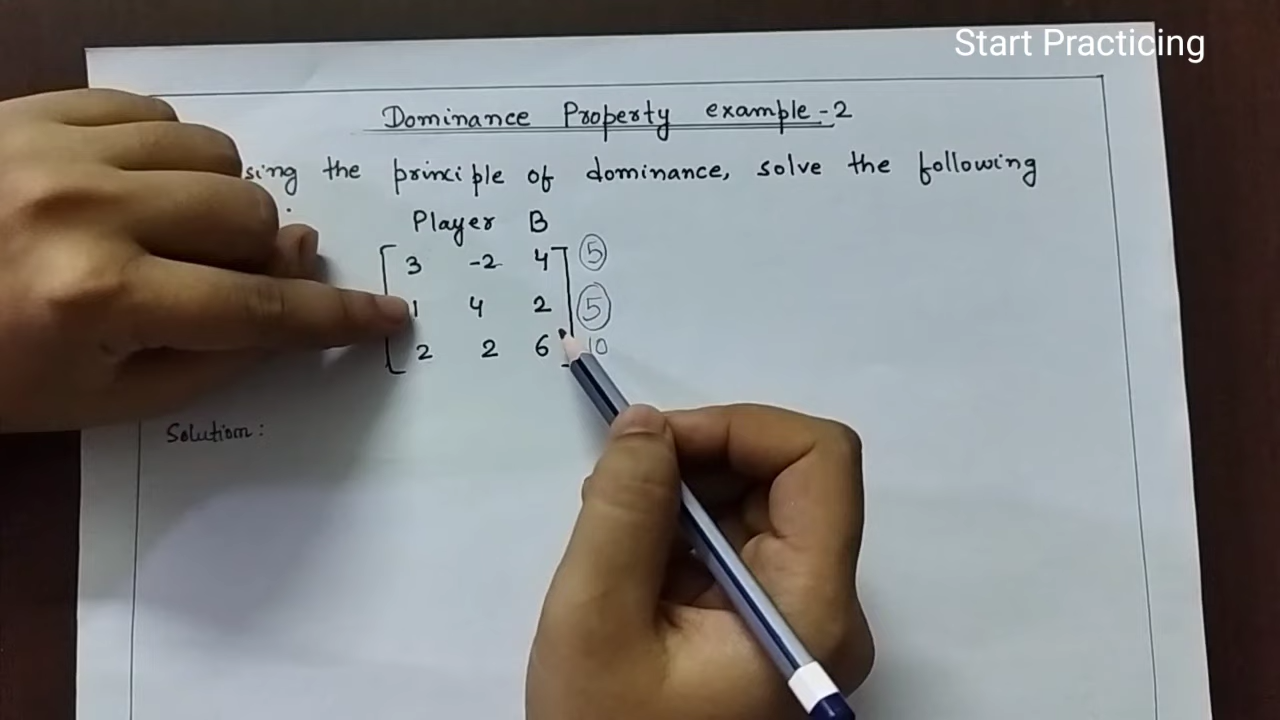 Start Practicing
Dominance Property example-2
sing the principle of dominance, solve the following
Player B
3 -2 4 5
1 4 2 5
2 2 6 10
Solution: